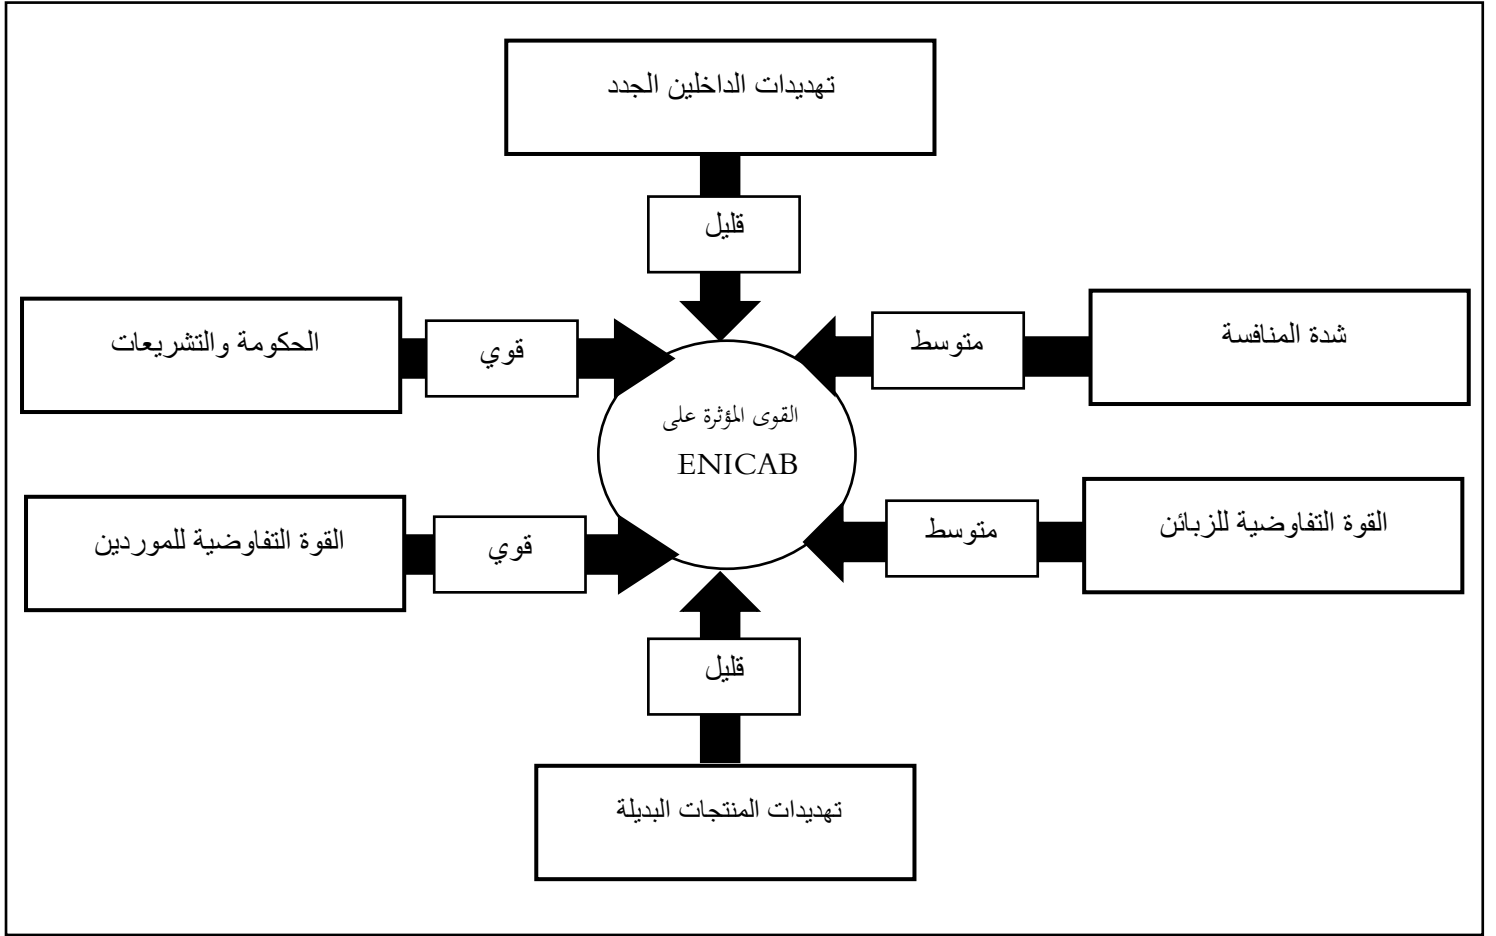 تهديدات الداخلين الجدد
قليل
شدة المنافسة
متوسط
قوي
الحكومة والتشريعات
القوى المؤثرة على
ENICAB
القوة التفاوضية للزبائن
متوسط
قوي
القوة التفاوضية للموردين
قليل
تهديدات المنتجات البديلة